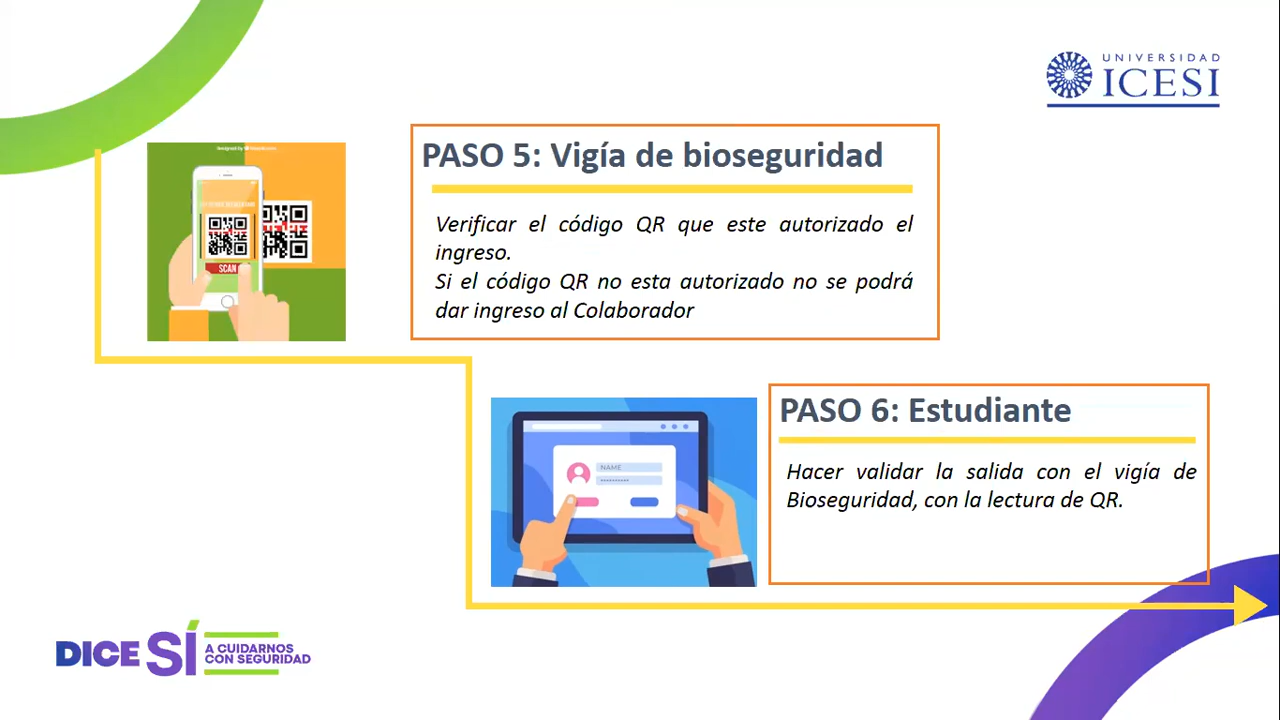 UNIVERSIDAD
ICESI
PASO 5: Vigía de bioseguridad
Verificar el código QR que este autorizado el
ingreso.
Si el código QR no esta autorizado no se podrá
dar ingreso al Colaborador
SCAN
PASO 6: Estudiante
Hacer validar la salida con el vigía de
Bioseguridad, con la lectura de QR.
NAME
DICE SÍ
A CUIDARNOS
CON SEGURIDAD